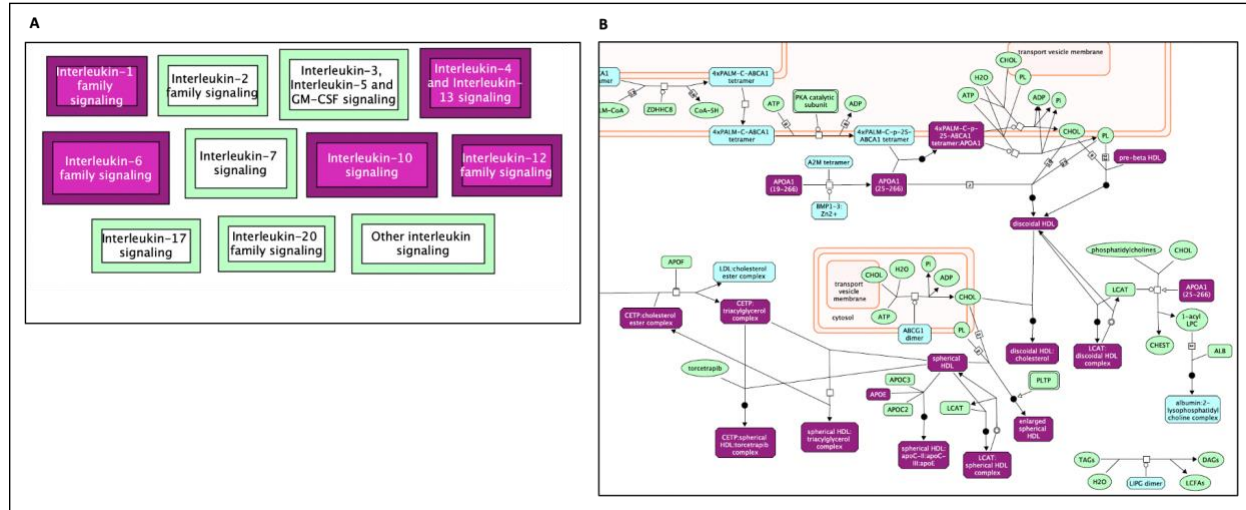 A
Interleukin-1
family
signaling
Interleukin-2
family signaling
Interleukin-3,
Interleukin-5 and
GM-CSF signaling
Interleukin-4
and Interleukin-
13 signaling
Interleukin-6
family signaling
Interleukin-7
signaling
Interleukin-10
signaling
Interleukin-12
family signaling
Interleukin-17
signaling
Interleukin-20
family signaling
Other interleukin
signaling
B
transport vesicle membrane
4xPALM-C-ABCA1
tetramer
ZDHHC8
CoA-SH
ATP
PKA catalytic
subunit
ADP
H2O
CHOL
PL
ATP
ADP
Pi
4xPALM-C-ABCA1
tetramer
4xPALM-C-p-2S-
ABCA1 tetramer
4xPALM-C-p-
2S-ABCA1
tetramer:APOA1
CHOL
PL
pre-beta HDL
A2M tetramer
APOA1
(19-266)
APOA1
(25-266)
BMP1-3:
Zn2+
discoidal HDL
phosphatidylcholines
CHOL
LCAT
APOA1
(25-266)
1-acyl
LPC
CHEST
ALB
albumin:2-
lysophosphatidyl
choline complex
APOF
LDL:cholesterol
ester complex
CETP:cholesterol
ester complex
CETP:
triacylglycerol
complex
transport
vesicle
membrane
cytosol
CHOL
H2O
Pi
ADP
ATP
CHOL
ABCG1
dimer
PL
discoidal HDL:
cholesterol
LCAT:
discoidal HDL
complex
torcetrapib
spherical
HDL
PLTP
APOC3
APOE
APOC2
LCAT
enlarged
spherical
HDL
CETP:spherical
HDL:torcetrapib
complex
spherical HDL:
triacylglycerol
complex
spherical HDL:
apoC-II:apoC-
III:apoE
LCAT:
spherical HDL
complex
TAGs
DAGs
H2O
LIPG dimer
LCFAs